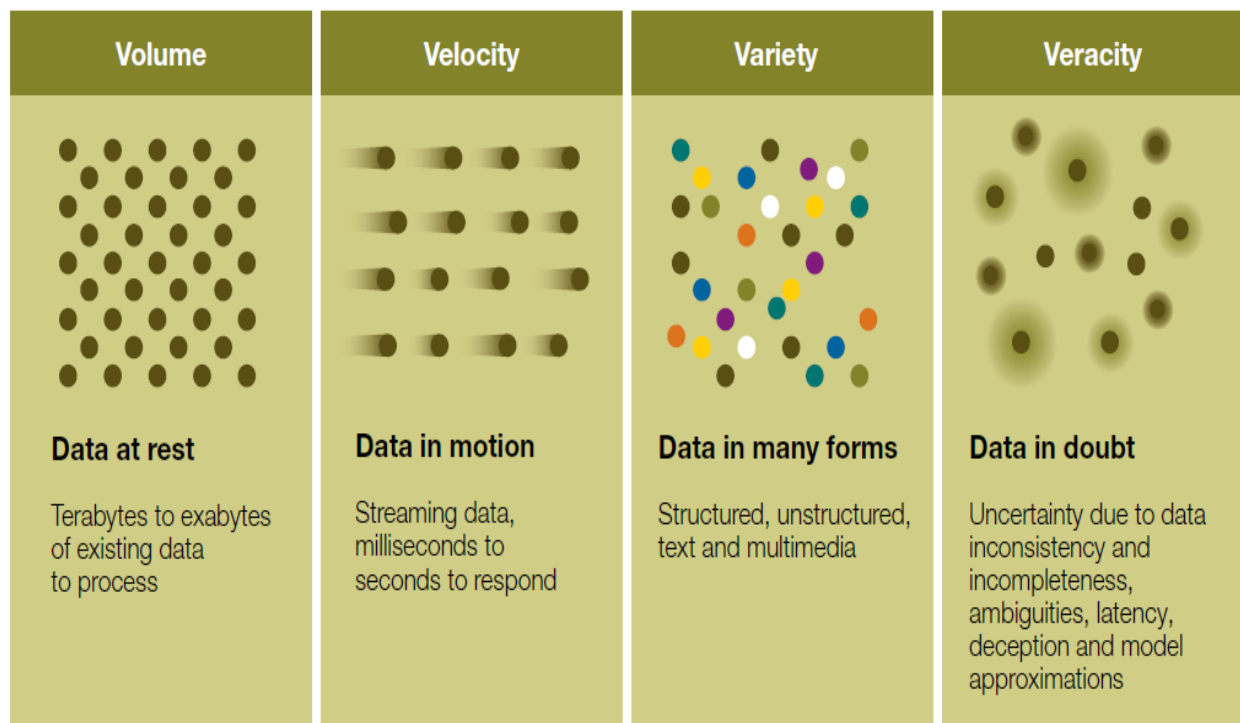 Volume
Data at rest
Terabytes to exabytes
of existing data
to process
Velocity
Data in motion
Streaming data,
milliseconds to
seconds to respond
Variety
Data in many forms
Structured, unstructured,
text and multimedia
Veracity
Data in doubt
Uncertainty due to data
inconsistency and
incompleteness,
ambiguities, latency,
deception and model
approximations